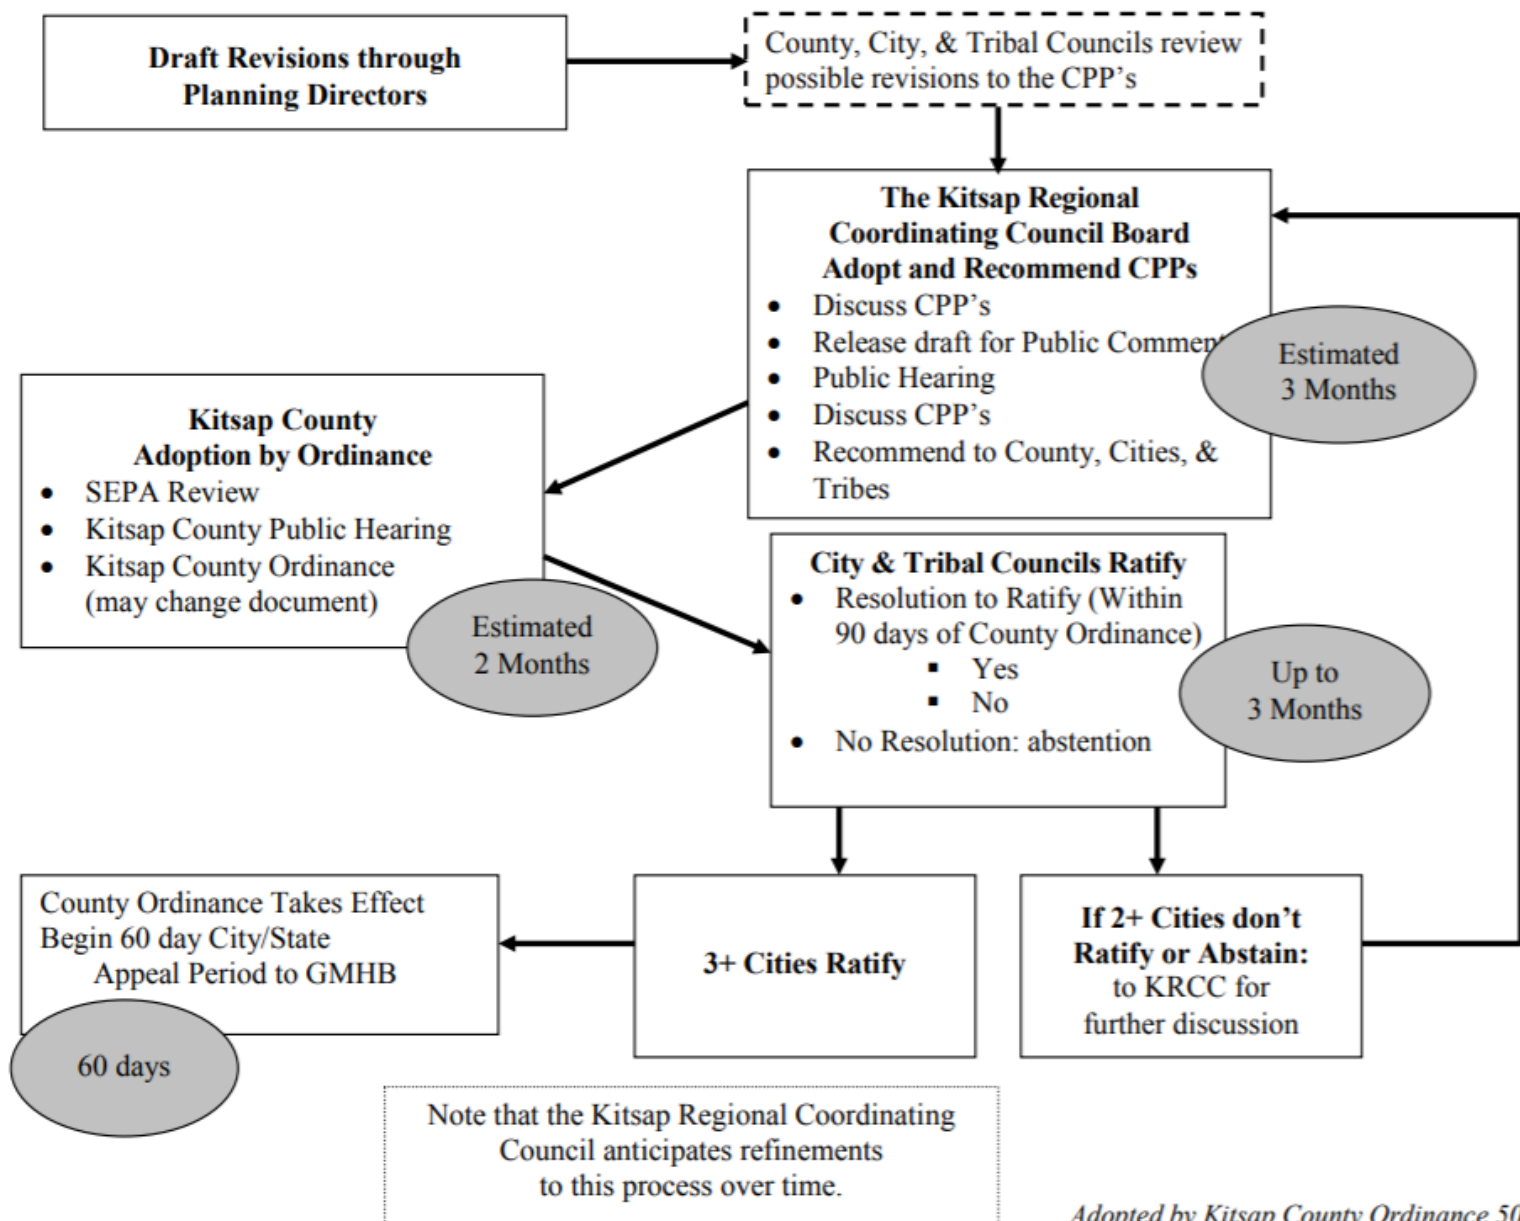 Draft Revisions through
Planning Directors
County, City, & Tribal Councils review
possible revisions to the CPP’s
The Kitsap Regional
Coordinating Council Board
Adopt and Recommend CPPs
• Discuss CPP’s
• Release draft for Public Comment
• Public Hearing
• Discuss CPP’s
• Recommend to County, Cities, &
Tribes
Estimated
3 Months
Kitsap County
Adoption by Ordinance
• SEPA Review
• Kitsap County Public Hearing
• Kitsap County Ordinance
(may change document)
Estimated
2 Months
City & Tribal Councils Ratify
• Resolution to Ratify (Within
90 days of County Ordinance)
▪ Yes
▪ No
• No Resolution: abstention
Up to
3 Months
County Ordinance Takes Effect
Begin 60 day City/State
Appeal Period to GMHB
60 days
3+ Cities Ratify
If 2+ Cities don’t
Ratify or Abstain:
to KRCC for
further discussion
Note that the Kitsap Regional Coordinating
Council anticipates refinements
to this process over time.
Adopted by Kitsap County Ordinance 50